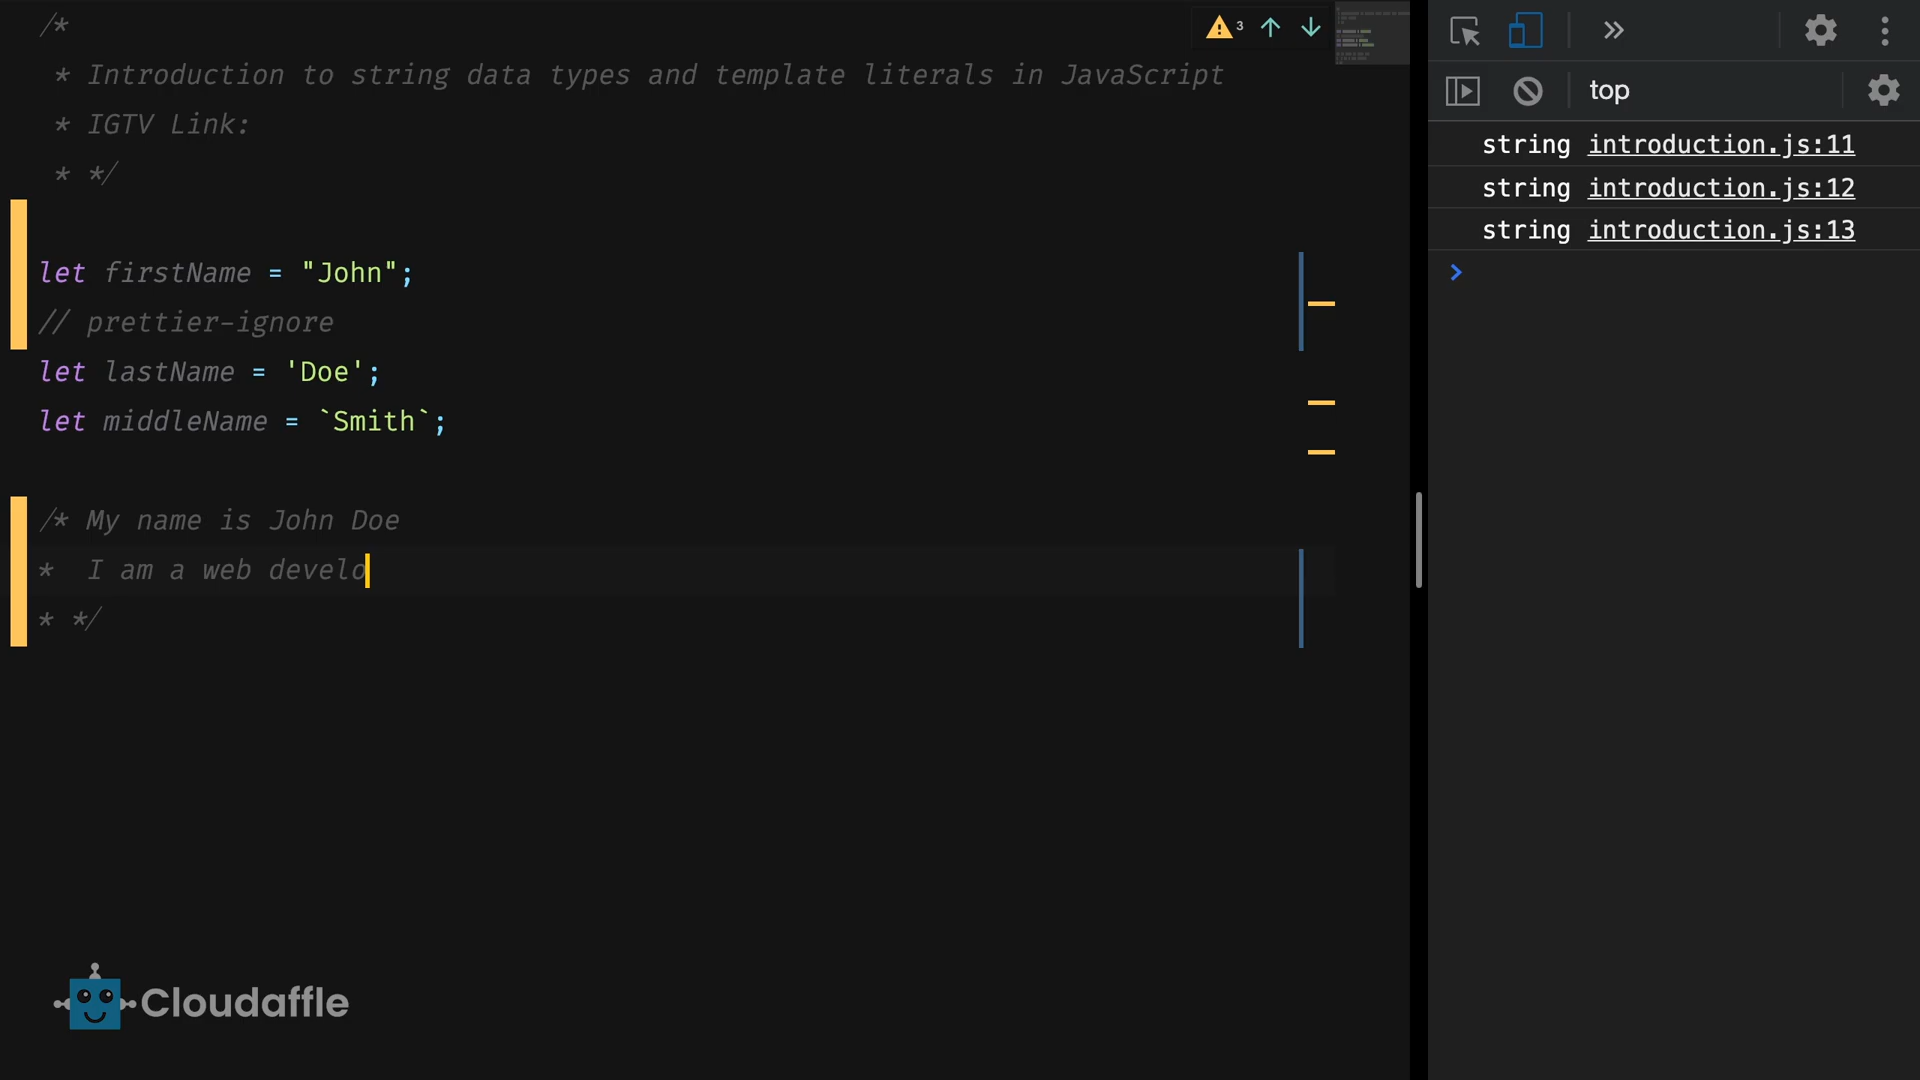 /*
* Introduction to string data types and template literals in JavaScript
* IGTV Link:
* */
let firstName = "John";
// prettier-ignore
let lastName = 'Doe';
let middleName = `Smith`;
/* My name is John Doe
*  I am a web develo
* */
Cloudaffle
3
top
string introduction.js:11
string introduction.js:12
string introduction.js:13